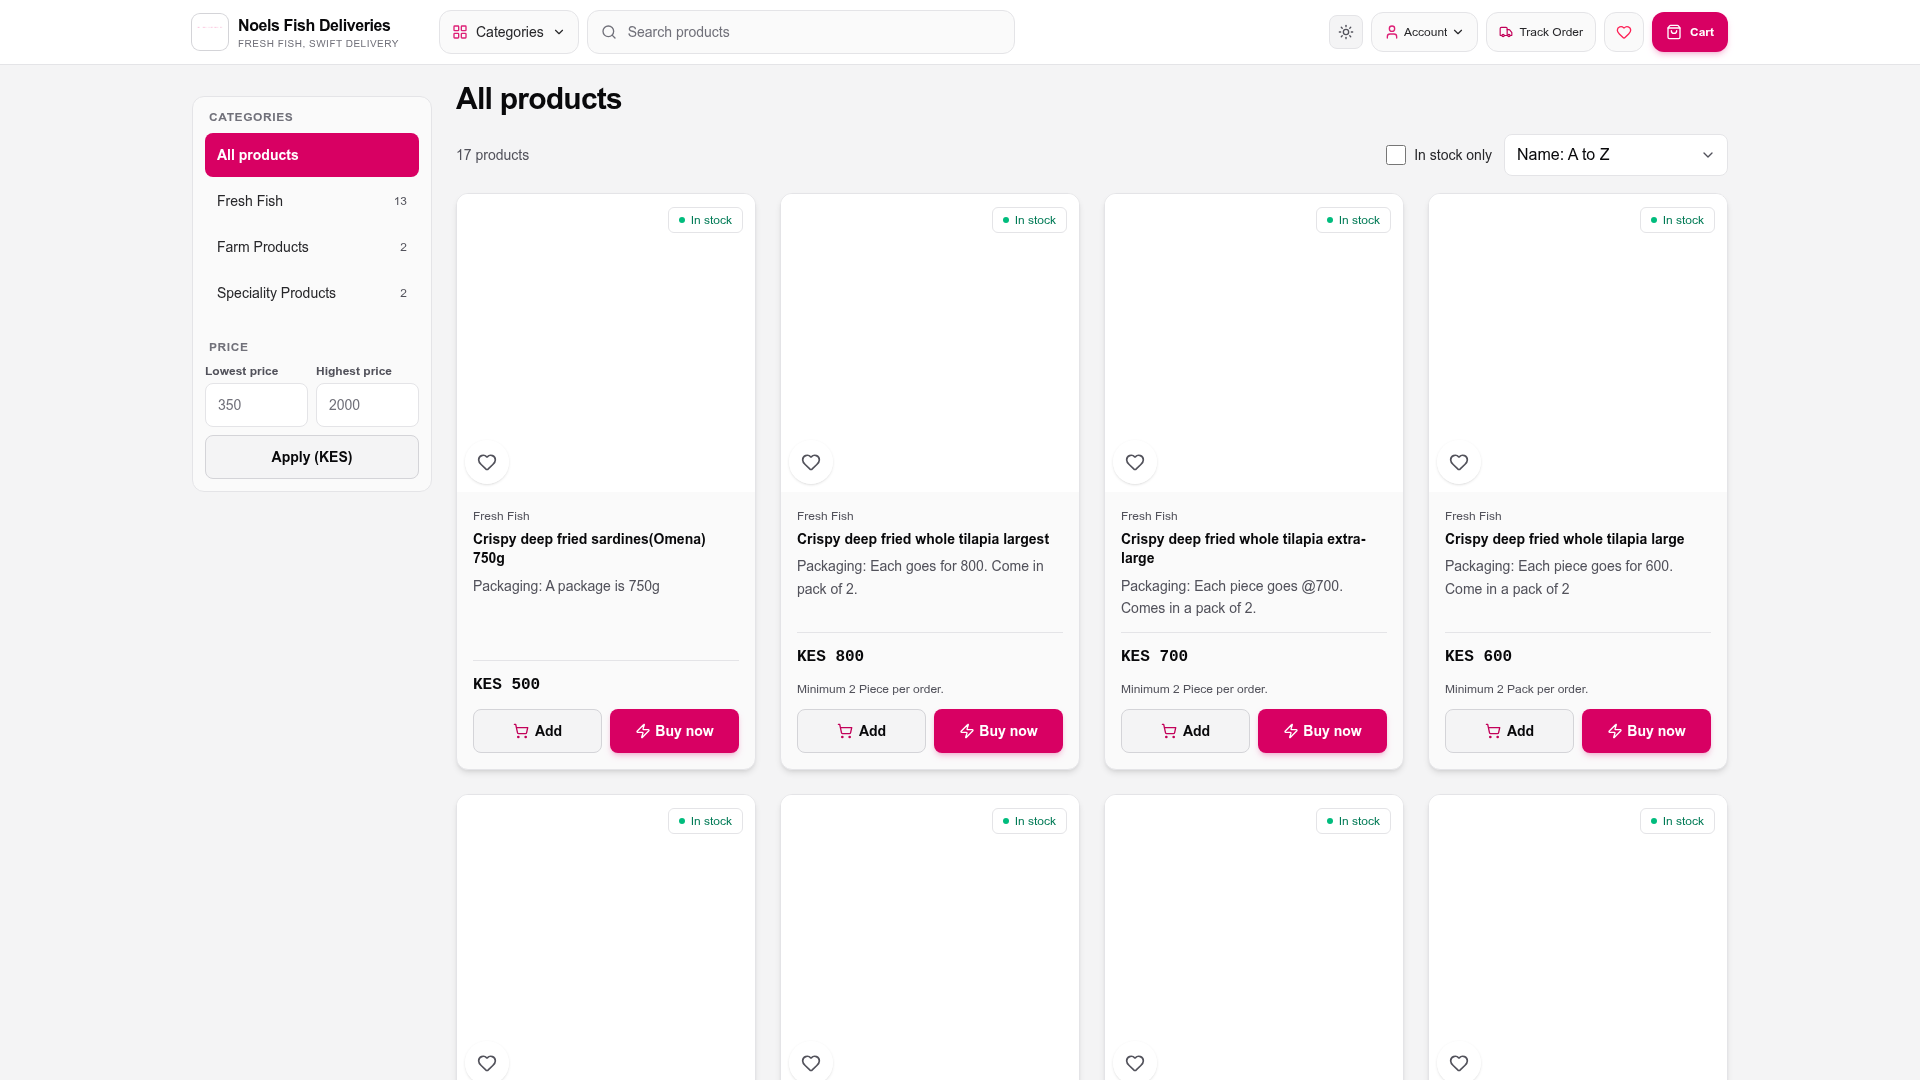 Noels Fish Deliveries
FRESH FISH, SWIFT DELIVERY
Categories
Search products
Account
Track Order
Cart
CATEGORIES
All products
Fresh Fish 13
Farm Products 2
Speciality Products 2
PRICE
Lowest price Highest price
350 2000
Apply (KES)
All products
17 products
In stock only
Name: A to Z
In stock
Fresh Fish
Crispy deep fried sardines(Omena)
750g
Packaging: A package is 750g
KES 500
Add
Buy now
In stock
Fresh Fish
Crispy deep fried whole tilapia largest
Packaging: Each goes for 800. Come in
pack of 2.
KES 800
Minimum 2 Piece per order.
Add
Buy now
In stock
Fresh Fish
Crispy deep fried whole tilapia extra-
large
Packaging: Each piece goes @700.
Comes in a pack of 2.
KES 700
Minimum 2 Piece per order.
Add
Buy now
In stock
Fresh Fish
Crispy deep fried whole tilapia large
Packaging: Each piece goes for 600.
Come in a pack of 2
KES 600
Minimum 2 Pack per order.
Add
Buy now
In stock
In stock
In stock
In stock